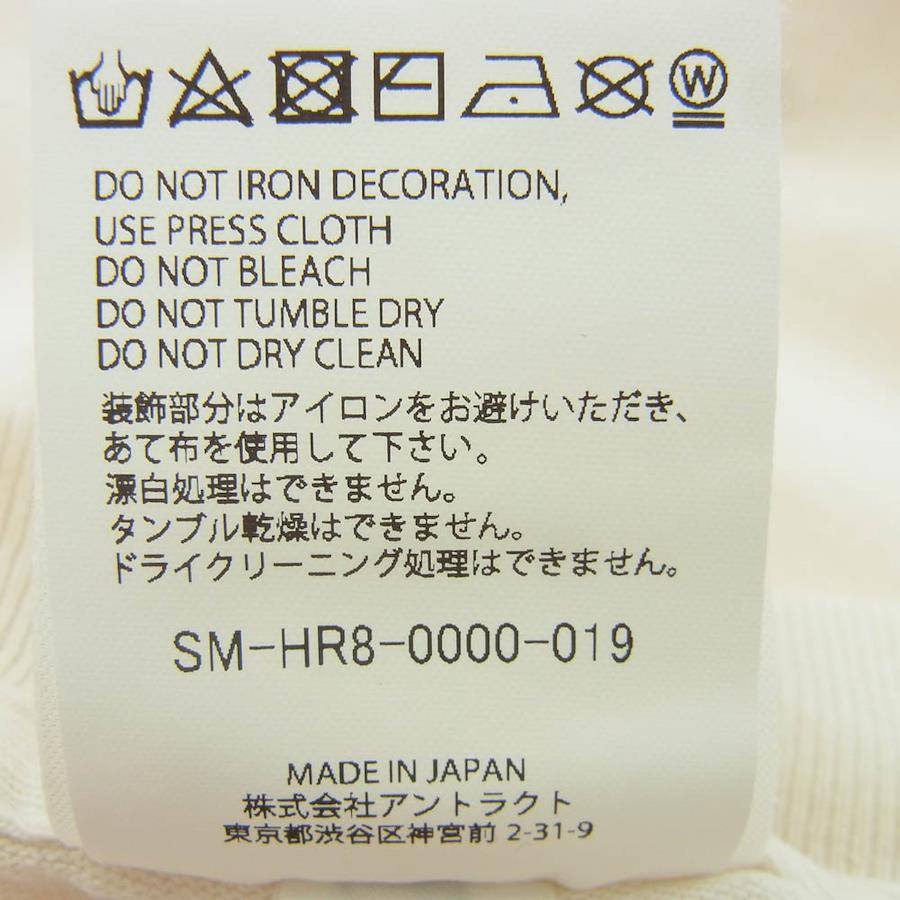 W
DO NOT IRON DECORATION,
USE PRESS CLOTH
DO NOT BLEACH
DO NOT TUMBLE DRY
DO NOT DRY CLEAN
装飾部分はアイロンをお避けいただき、
あて布を使用して下さい。
漂白処理はできません。
タンブル乾燥はできません。
ドライクリーニング処理はできません。
SM-HR8-0000-019
MADE IN JAPAN
株式会社アントラクト
東京都渋谷区神宮前 2-31-9